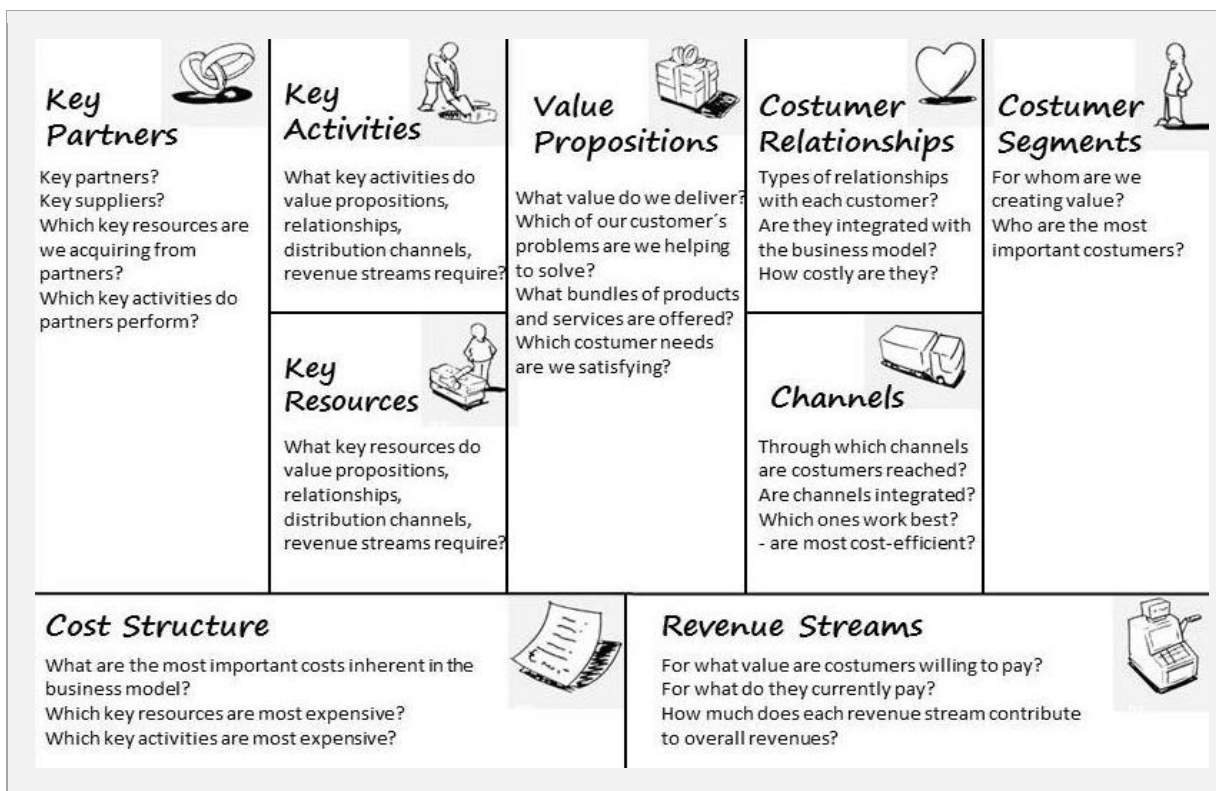 Key
Partners
Key partners?
Key suppliers?
Which key resources are
we acquiring from
partners?
Which key activities do
partners perform?
Key
Activities
What key activities do
value propositions,
relationships,
distribution channels,
revenue streams require?
Key
Resources
What key resources do
value propositions,
relationships,
distribution channels,
revenue streams require?
Value
Propositions
What value do we deliver?
Which of our customer´s
problems are we helping
to solve?
What bundles of products
and services are offered?
Which costumer needs
are we satisfying?
Costumer
Relationships
Types of relationships
with each customer?
Are they integrated with
the business model?
How costly are they?
Channels
Through which channels
are costumers reached?
Are channels integrated?
Which ones work best?
- are most cost-efficient?
Costumer
Segments
For whom are we
creating value?
Who are the most
important costumers?
Cost Structure
What are the most important costs inherent in the
business model?
Which key resources are most expensive?
Which key activities are most expensive?
Revenue Streams
For what value are costumers willing to pay?
For what do they currently pay?
How much does each revenue stream contribute
to overall revenues?